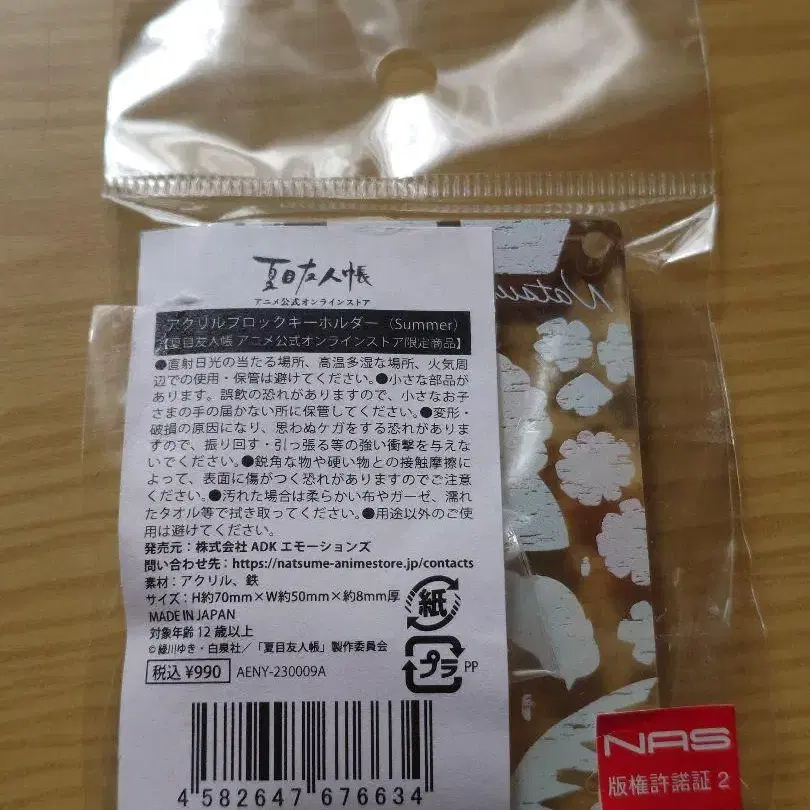 夏目友人帳
アニメ公式オンラインストア
アクリルブロックキーホルダー（Summer）
【夏目友人帳 アニメ公式オンラインストア限定商品】
●直射日光の当たる場所、高温多湿な場所、火気周
辺での使用・保管は避けてください。●小さな部品が
あります。誤飲の恐れがありますので、小さなお子
さまの手の届かない所に保管してください。●変形・
破損の原因になり、思わぬケガをする恐れがありま
すので、振り回す・引っ張る等の強い衝撃を与えな
いでください。●鋭角な物や硬い物との接触摩擦に
よって、表面に傷がつく恐れがありますのでご注意
ください。●汚れた場合は柔らかい布やガーゼ、濡れ
たタオル等で拭き取ってください。●用途以外のご使
用は避けてください。
発売元：株式会社 ADK エモーションズ
問い合わせ先：https://natsume-animestore.jp/contacts
素材：アクリル、鉄
サイズ：H約70mm×W約50mm×約8mm厚
MADE IN JAPAN
対象年齢 12 歳以上
© 緑川ゆき・白泉社／「夏目友人帳」製作委員会
税込 ¥990 AENY-230009A
紙
プラ PP
4 582647 676634
Natsu
NAS
版権許諾証 2